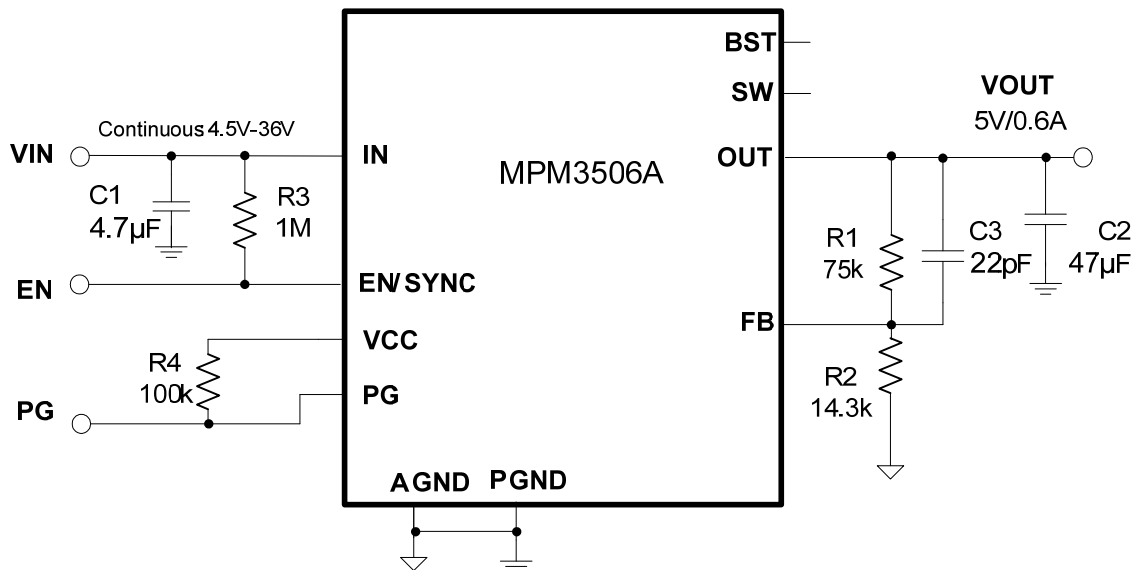 BST
SW
VOUT
5V/0.6A
Continuous 4.5V-36V
VIN
IN
MPM3506A
OUT
C1
4.7µF
R3
1M
R1
75k
C3
22pF
C2
47µF
EN
EN/SYNC
VCC
FB
R4
100k
PG
PG
R2
14.3k
AGND
PGND